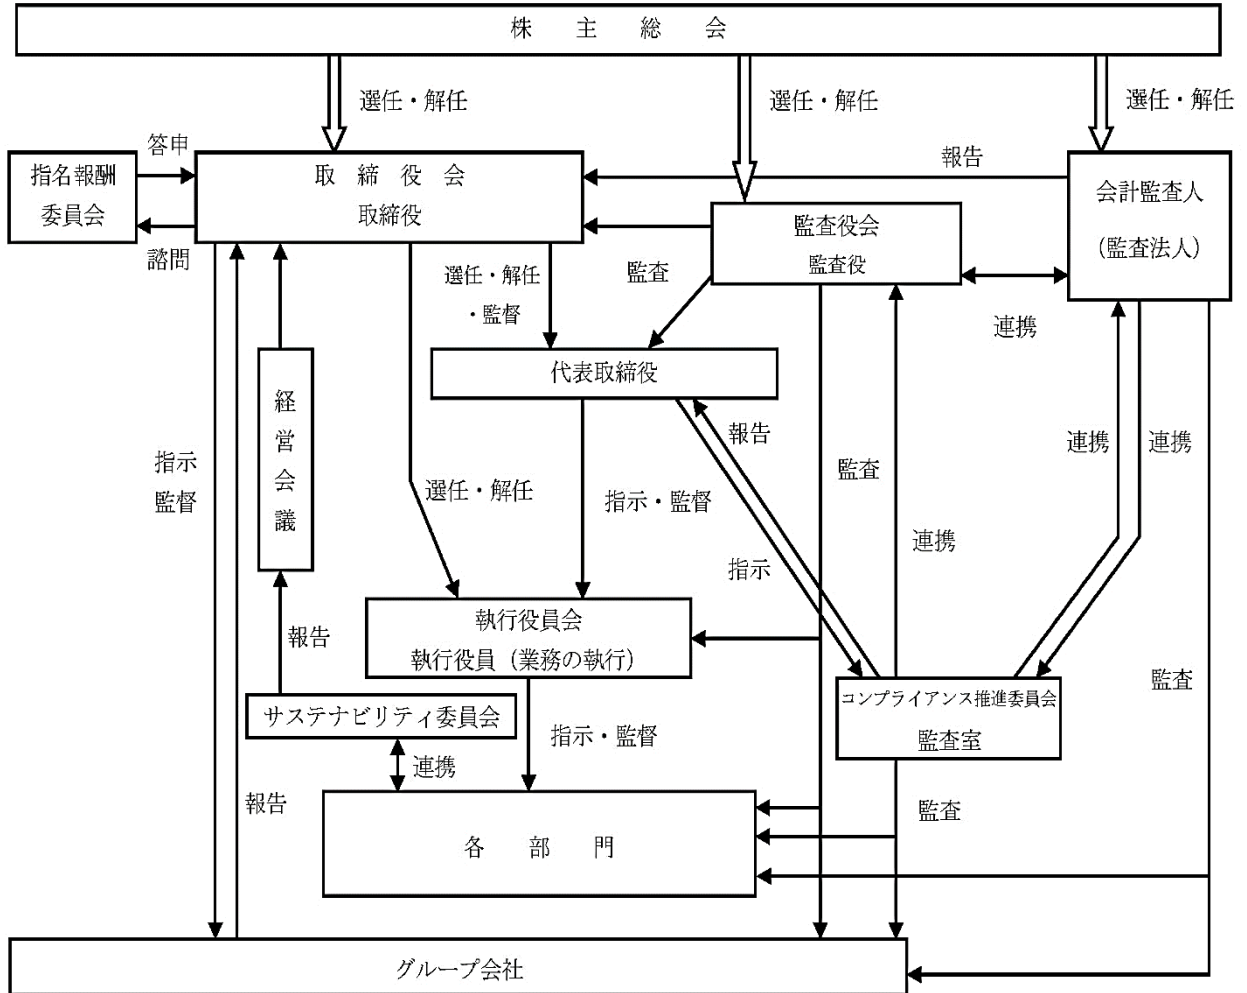 株主総会
選任・解任
選任・解任
選任・解任
答申
報告
指名報酬
委員会
取締役会
取締役
会計監査人
(監査法人)
監査役会
監査役
諮問
選任・解任
・監督
監査
連携
代表取締役
経営会議
報告
連携
連携
指示
監督
選任・解任
指示・監督
監査
連携
指示
執行役員会
執行役員(業務の執行)
報告
サステナビリティ委員会
コンプライアンス推進委員会
監査室
監査
指示・監督
連携
報告
監査
各部門
グループ会社